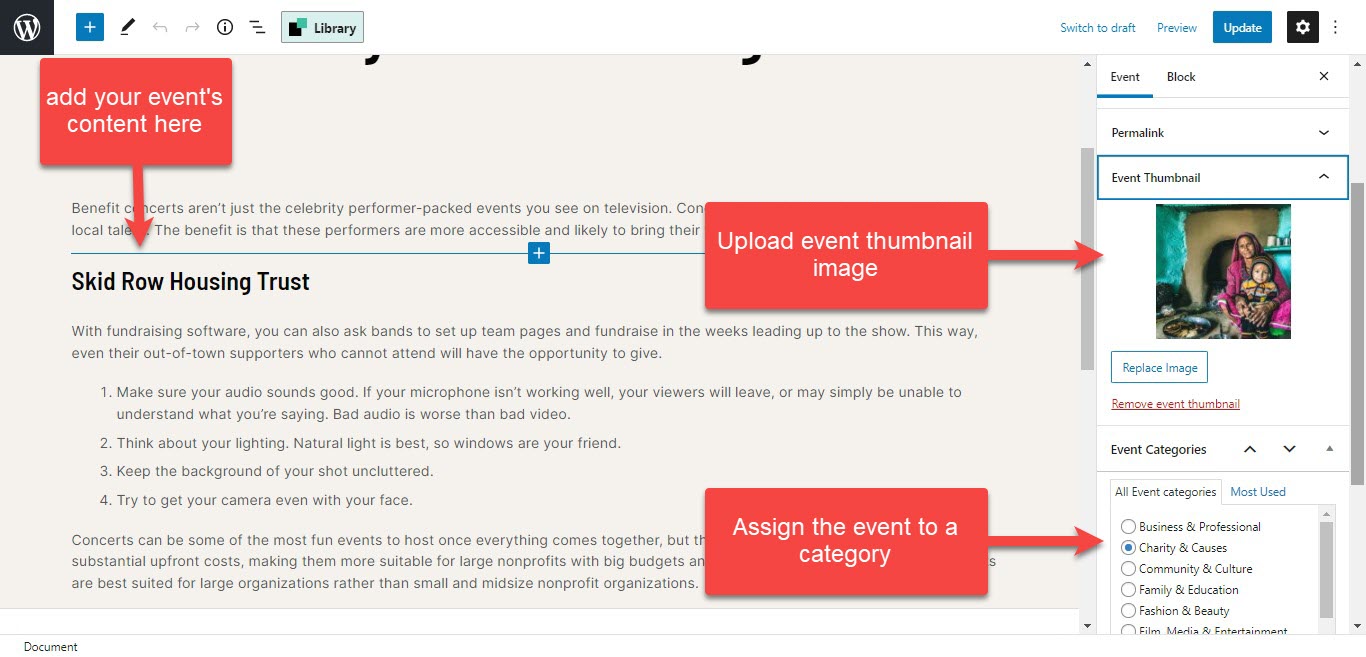 Library
Switch to draft
Preview
Update
add your event's
content here
Benefit concerts aren't just the celebrity performer-packed events you see on television.
local talent. The benefit is that these performers are more accessible and likely to bring their
Skid Row Housing Trust
With fundraising software, you can also ask bands to set up team pages and fundraise in the weeks leading up to the show. This way,
even their out-of-town supporters who cannot attend will have the opportunity to give.
1. Make sure your audio sounds good. If your microphone isn't working well, your viewers will leave, or may simply be unable to
understand what you're saying. Bad audio is worse than bad video.
2. Think about your lighting. Natural light is best, so windows are your friend.
3. Keep the background of your shot uncluttered.
4. Try to get your camera even with your face.
Concerts can be some of the most fun events to host once everything comes together, but
substantial upfront costs, making them more suitable for large nonprofits with big budgets
are best suited for large organizations rather than small and midsize nonprofit organizations.
Upload event thumbnail
image
Assign the event to a
category
Event
Block
Permalink
Event Thumbnail
Replace Image
Remove event thumbnail
Event Categories
All Event categories
Most Used
Business & Professional
Charity & Causes
Community & Culture
Family & Education
Fashion & Beauty
Film, Media & Entertainment
Document